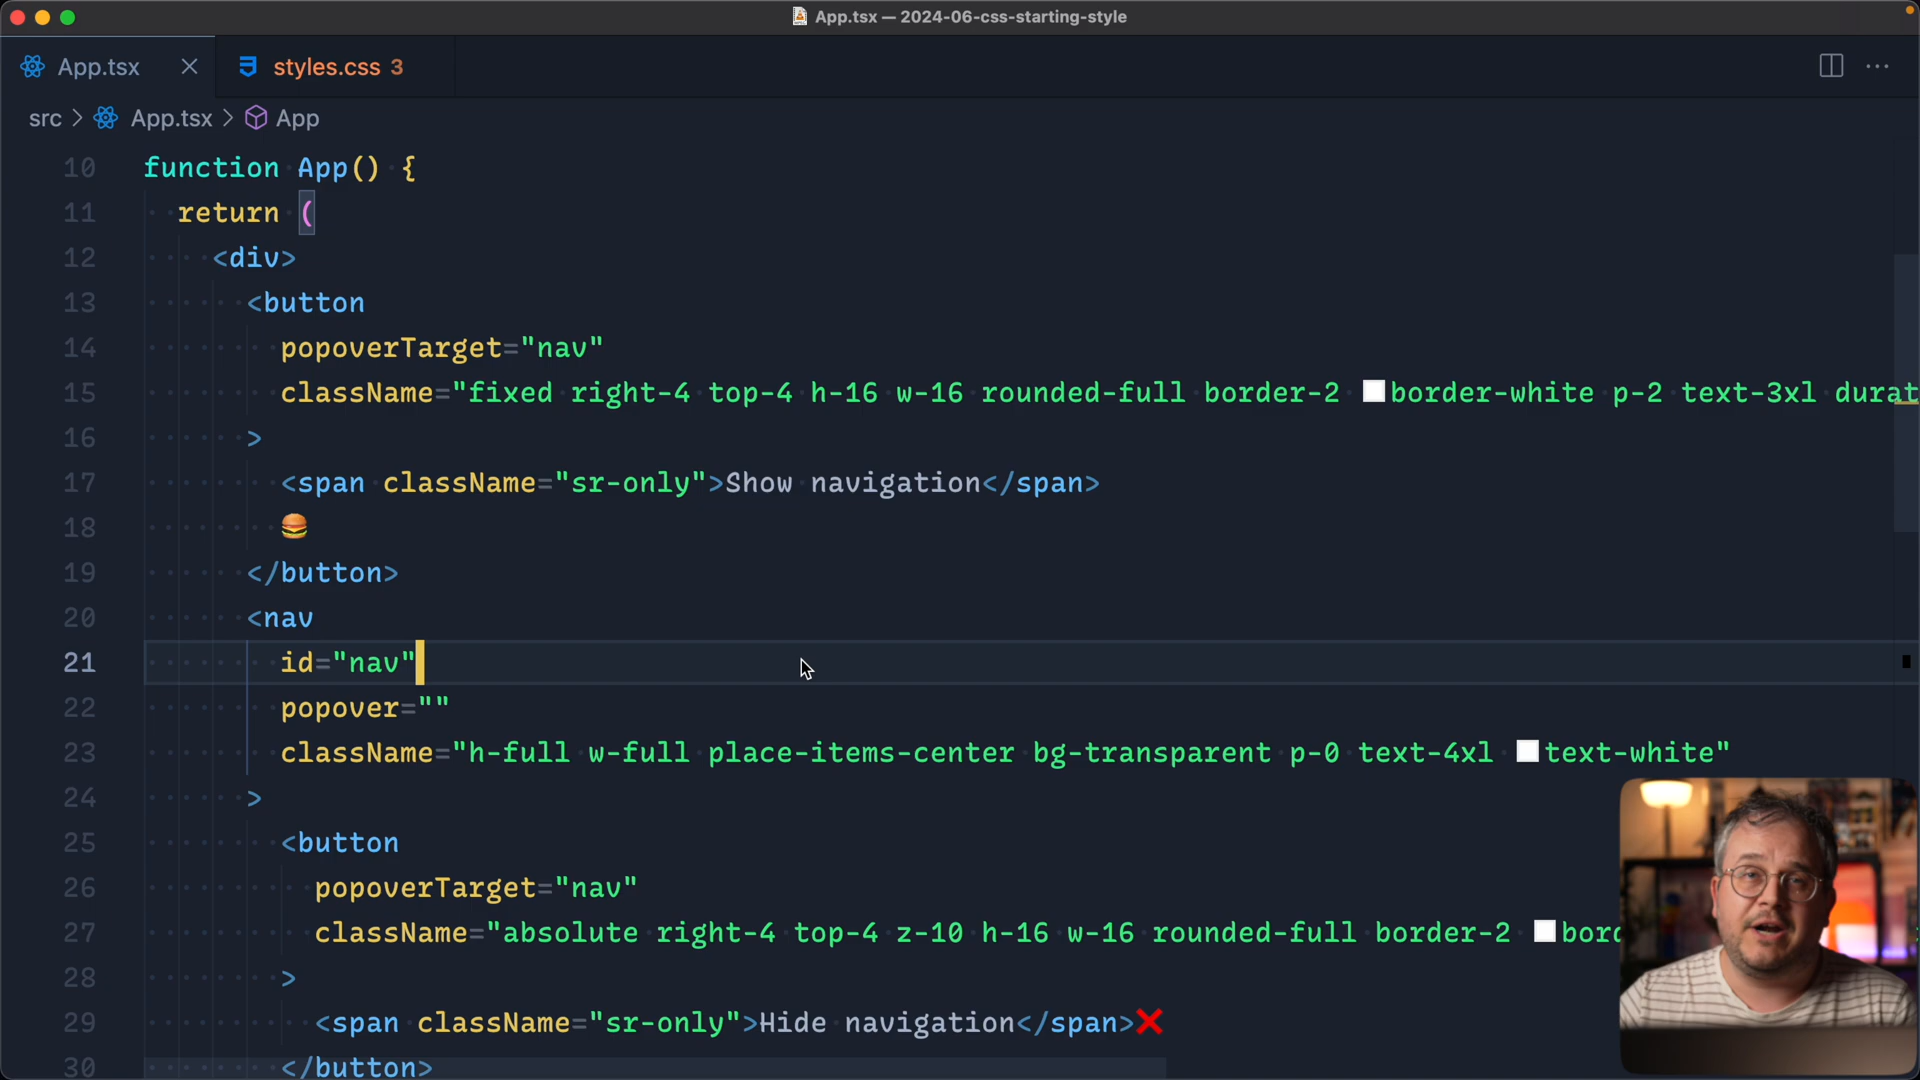 App.tsx — 2024-06-css-starting-style
App.tsx
styles.css 3
src > App.tsx > App
10 function App() {
11 return (
12 <div>
13 <button
14 popoverTarget="nav"
15 className="fixed right-4 top-4 h-16 w-16 rounded-full border-2 border-white p-2 text-3xl durat
16 >
17 <span className="sr-only">Show navigation</span>
18 🍔
19 </button>
20 <nav
21 id="nav"
22 popover=""
23 className="h-full w-full place-items-center bg-transparent p-0 text-4xl text-white"
24 >
25 <button
26 popoverTarget="nav"
27 className="absolute right-4 top-4 z-10 h-16 w-16 rounded-full border-2 bord
28 >
29 <span className="sr-only">Hide navigation</span>❌
30 </button>